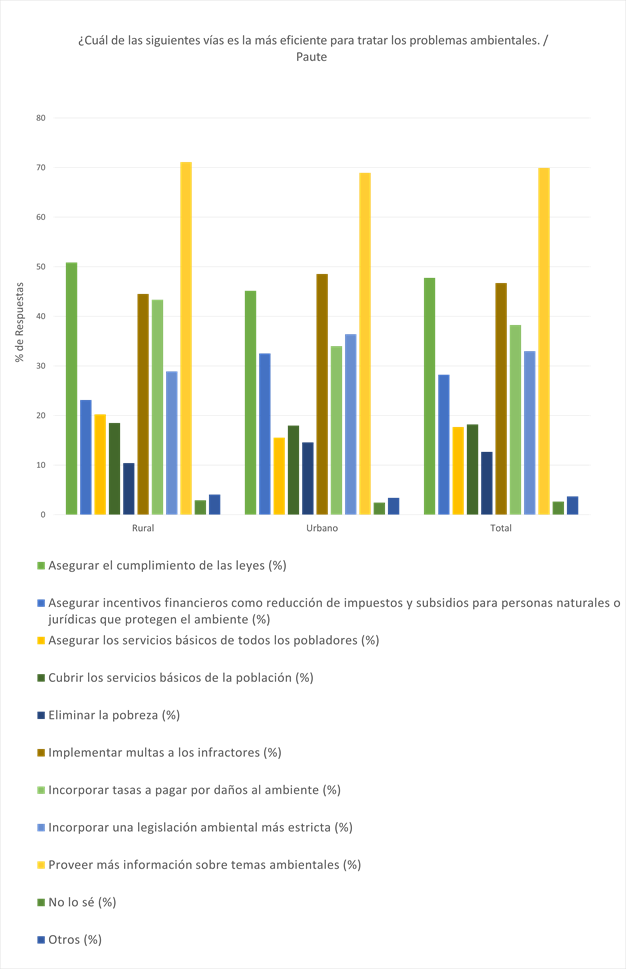 ¿Cuál de las siguientes vías es la más eficiente para tratar los problemas ambientales. /
Paute
80
70
60
50
40
30
20
10
0
% de Respuestas
Rural
Urbano
Total
Asegurar el cumplimiento de las leyes (%)
Asegurar incentivos financieros como reducción de impuestos y subsidios para personas naturales o
jurídicas que protegen el ambiente (%)
Asegurar los servicios básicos de todos los pobladores (%)
Cubrir los servicios básicos de la población (%)
Eliminar la pobreza (%)
Implementar multas a los infractores (%)
Incorporar tasas a pagar por daños al ambiente (%)
Incorporar una legislación ambiental más estricta (%)
Proveer más información sobre temas ambientales (%)
No lo sé (%)
Otros (%)